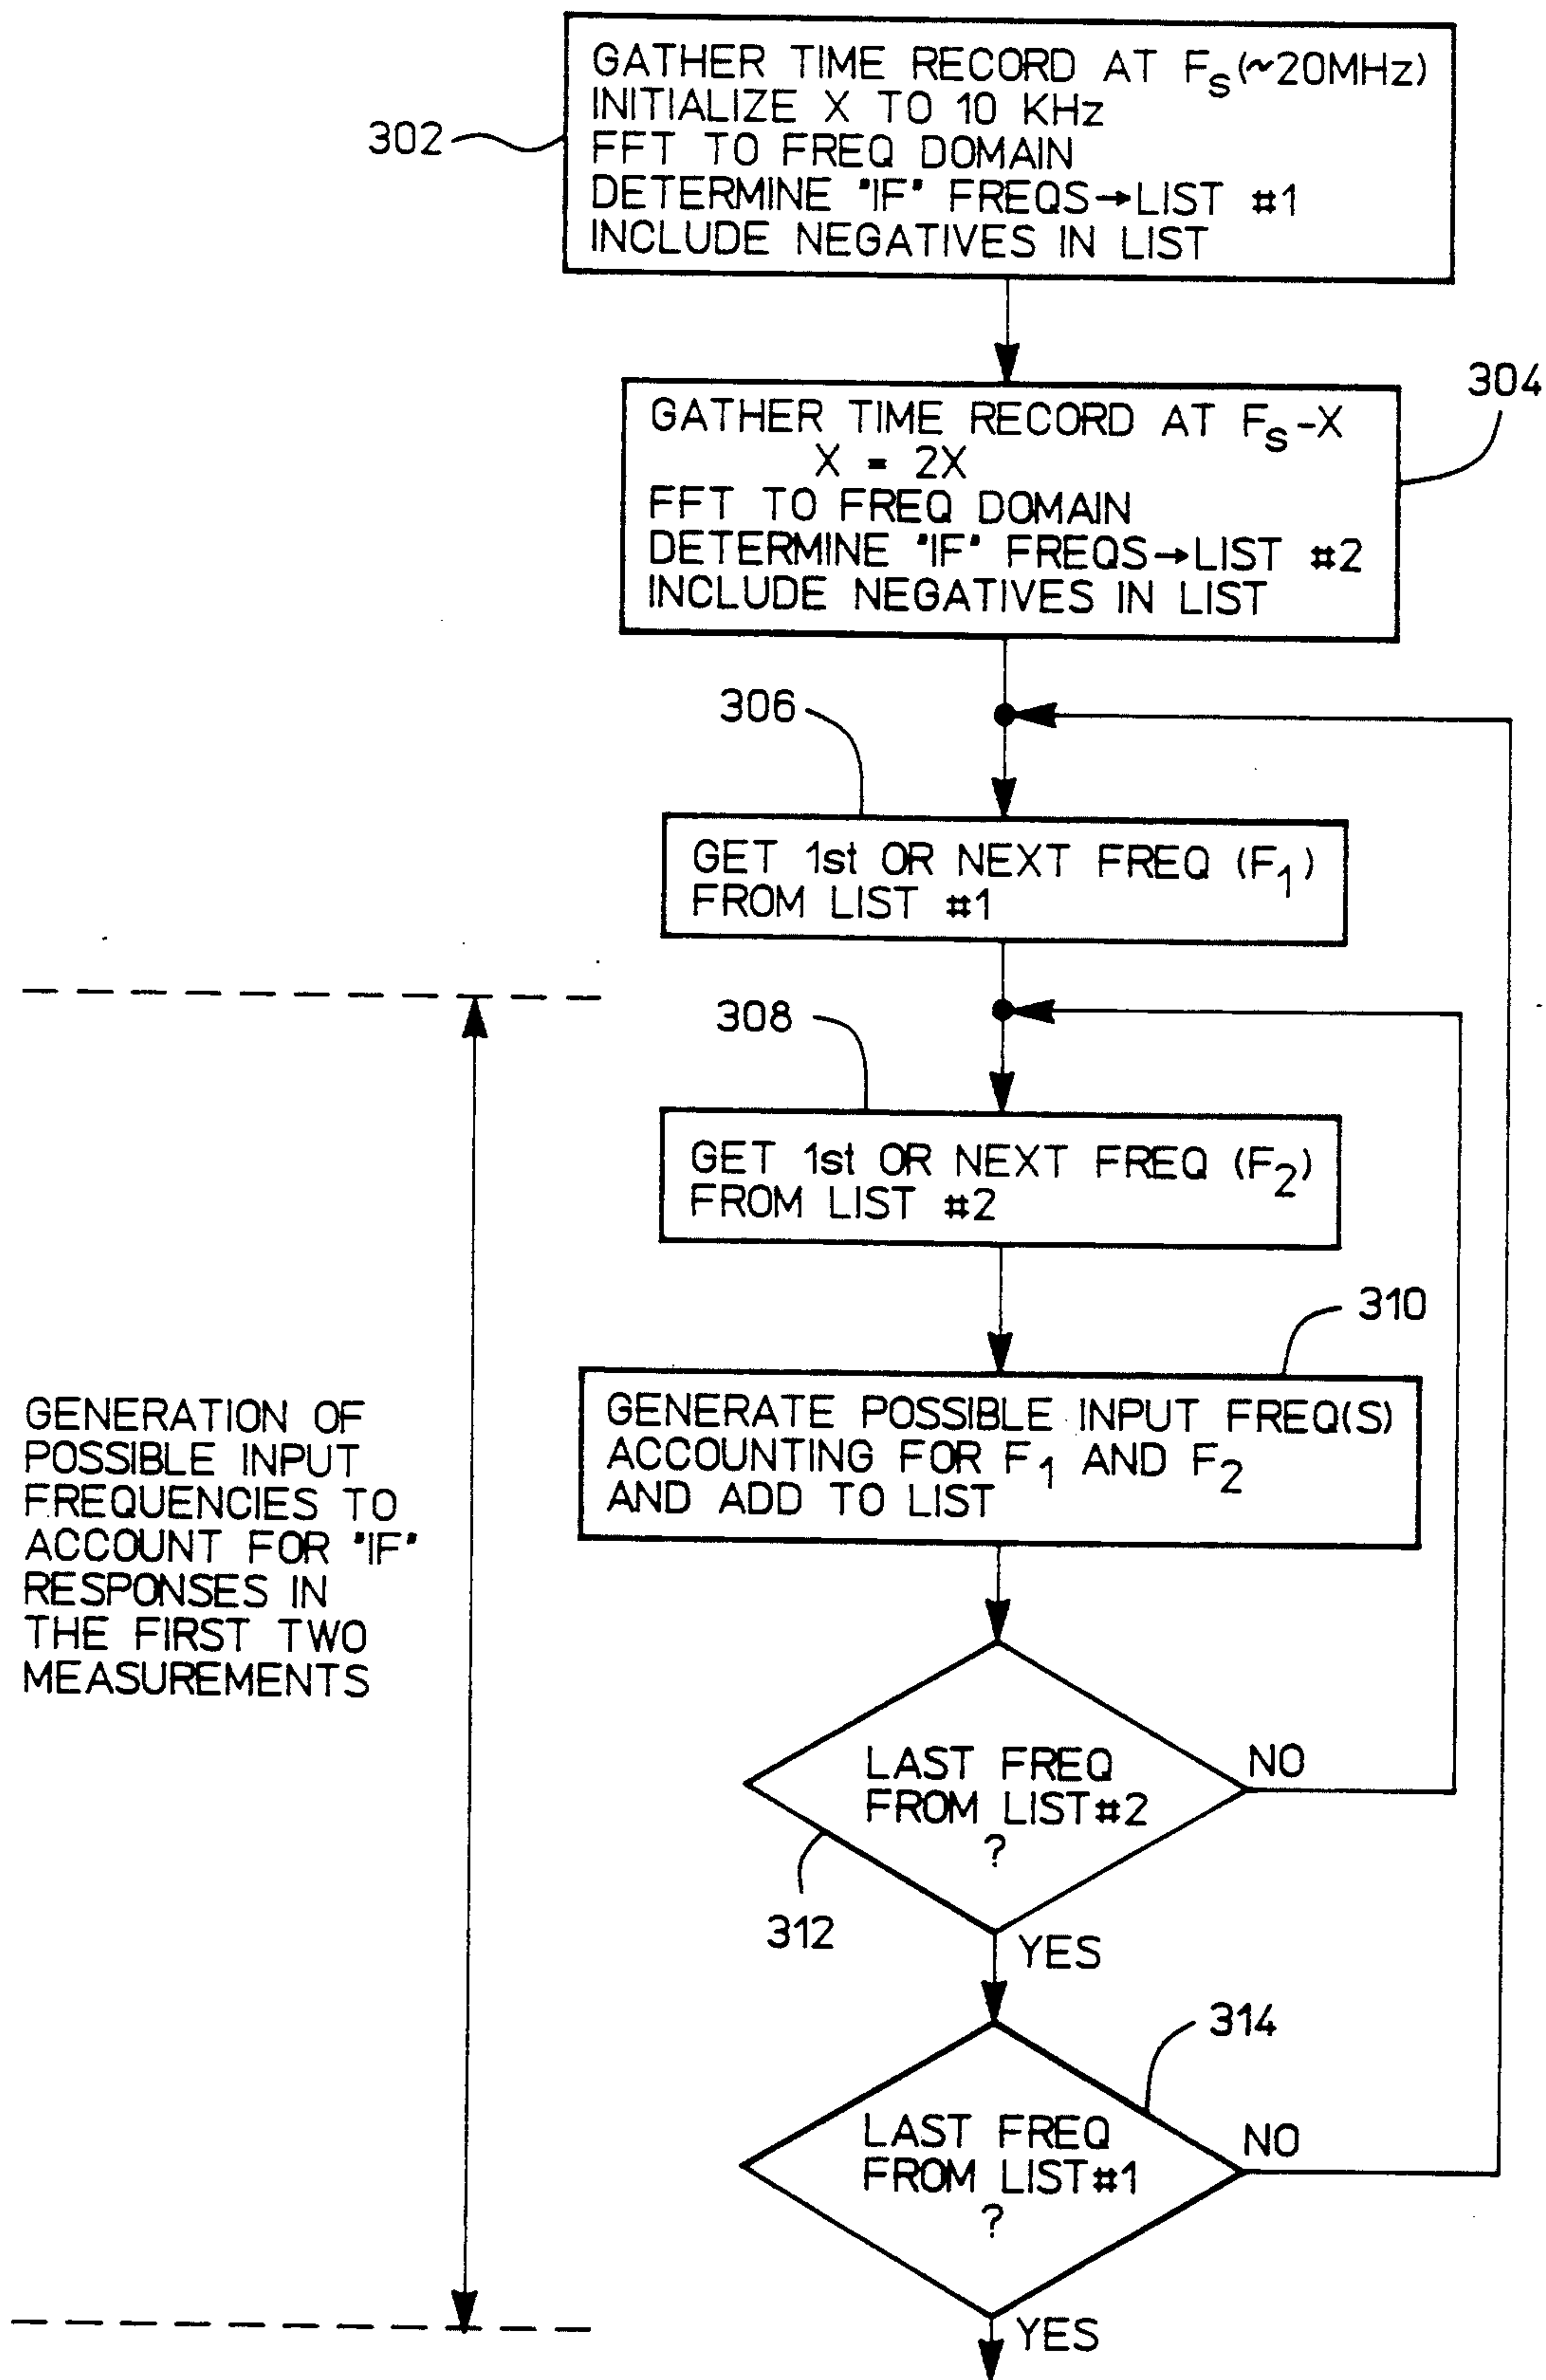 GATHER TIME RECORD AT Fs(~20MHz)
INITIALIZE X TO 10 KHz
FFT TO FREQ DOMAIN
DETERMINE "IF" FREQS→LIST #1
INCLUDE NEGATIVES IN LIST
302
304
GATHER TIME RECORD AT Fs-X
X = 2X
FFT TO FREQ DOMAIN
DETERMINE "IF" FREQS→LIST #2
INCLUDE NEGATIVES IN LIST
306
GET 1st OR NEXT FREQ (F1)
FROM LIST #1
308
GET 1st OR NEXT FREQ (F2)
FROM LIST #2
310
GENERATE POSSIBLE INPUT FREQ(S)
ACCOUNTING FOR F1 AND F2
AND ADD TO LIST
GENERATION OF
POSSIBLE INPUT
FREQUENCIES TO
ACCOUNT FOR "IF"
RESPONSES IN
THE FIRST TWO
MEASUREMENTS
LAST FREQ
FROM LIST#2
?
NO
312
YES
314
LAST FREQ
FROM LIST#1
?
NO
YES